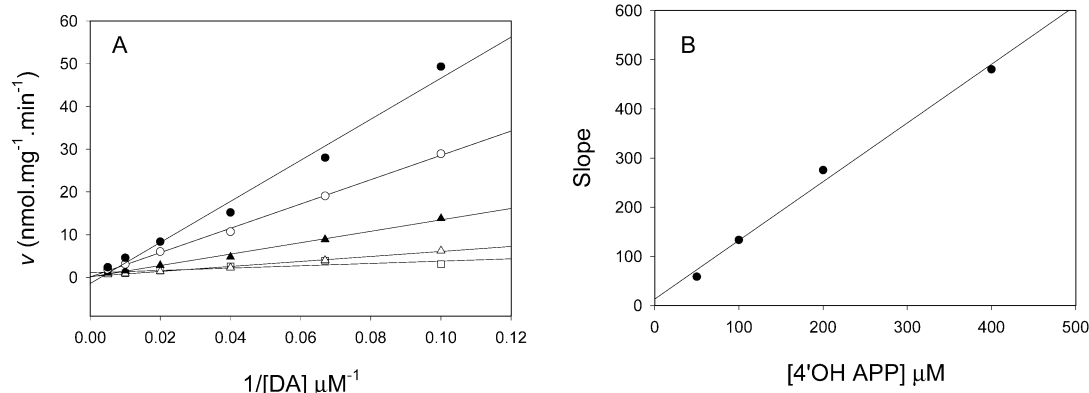 A
60
50
40
30
20
10
0
v (nmol.mg-1.min-1)
0.00 0.02 0.04 0.06 0.08 0.10 0.12
1/[DA] μM-1
B
600
500
400
300
200
100
0
Slope
0 100 200 300 400 500
[4'OH APP] μM